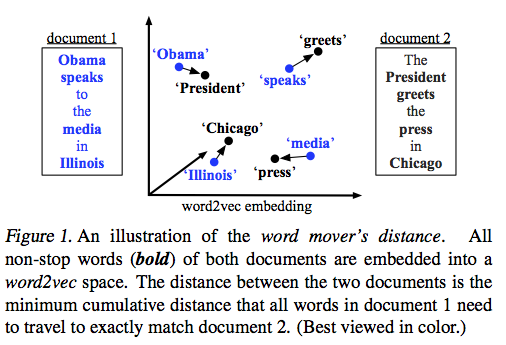 document 1
Obama
speaks
to
the
media
in
Illinois
‘Obama’
‘President’
‘greets’
‘speaks’
‘Chicago’
‘Illinois’
‘media’
‘press’
word2vec embedding
document 2
The
President
greets
the
press
in
Chicago
Figure 1. An illustration of the word mover's distance. All
non-stop words (bold) of both documents are embedded into a
word2vec space. The distance between the two documents is the
minimum cumulative distance that all words in document 1 need
to travel to exactly match document 2. (Best viewed in color.)